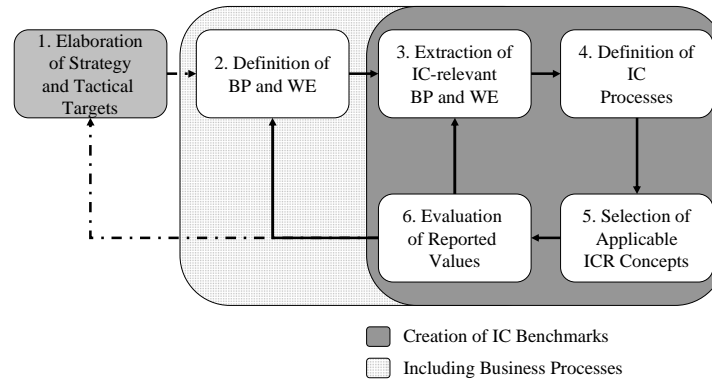 1. Elaboration
of Strategy
and Tactical
Targets
2. Definition of
BP and WE
3. Extraction of
IC-relevant
BP and WE
4. Definition of
IC
Processes
6. Evaluation
of Reported
Values
5. Selection of
Applicable
ICR Concepts
Creation of IC Benchmarks
Including Business Processes